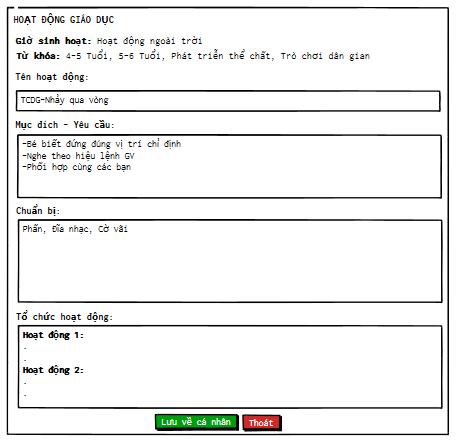 HOẠT ĐỘNG GIÁO DỤC
Giờ sinh hoạt: Hoạt động ngoài trời
Từ khóa: 4-5 Tuổi, 5-6 Tuổi, Phát triển thể chất, Trò chơi dân gian
Tên hoạt động:
TCDG-Nhảy qua vòng
Mục đích - Yêu cầu:
-Bé biết đứng đúng vị trí chỉ định
-Nghe theo hiệu lệnh GV
-Phối hợp cùng các bạn
Chuẩn bị:
Phấn, Đĩa nhạc, Cờ vải
Tổ chức hoạt động:
Hoạt động 1:
.
.
Hoạt động 2:
.
.
Lưu về cá nhân Thoát